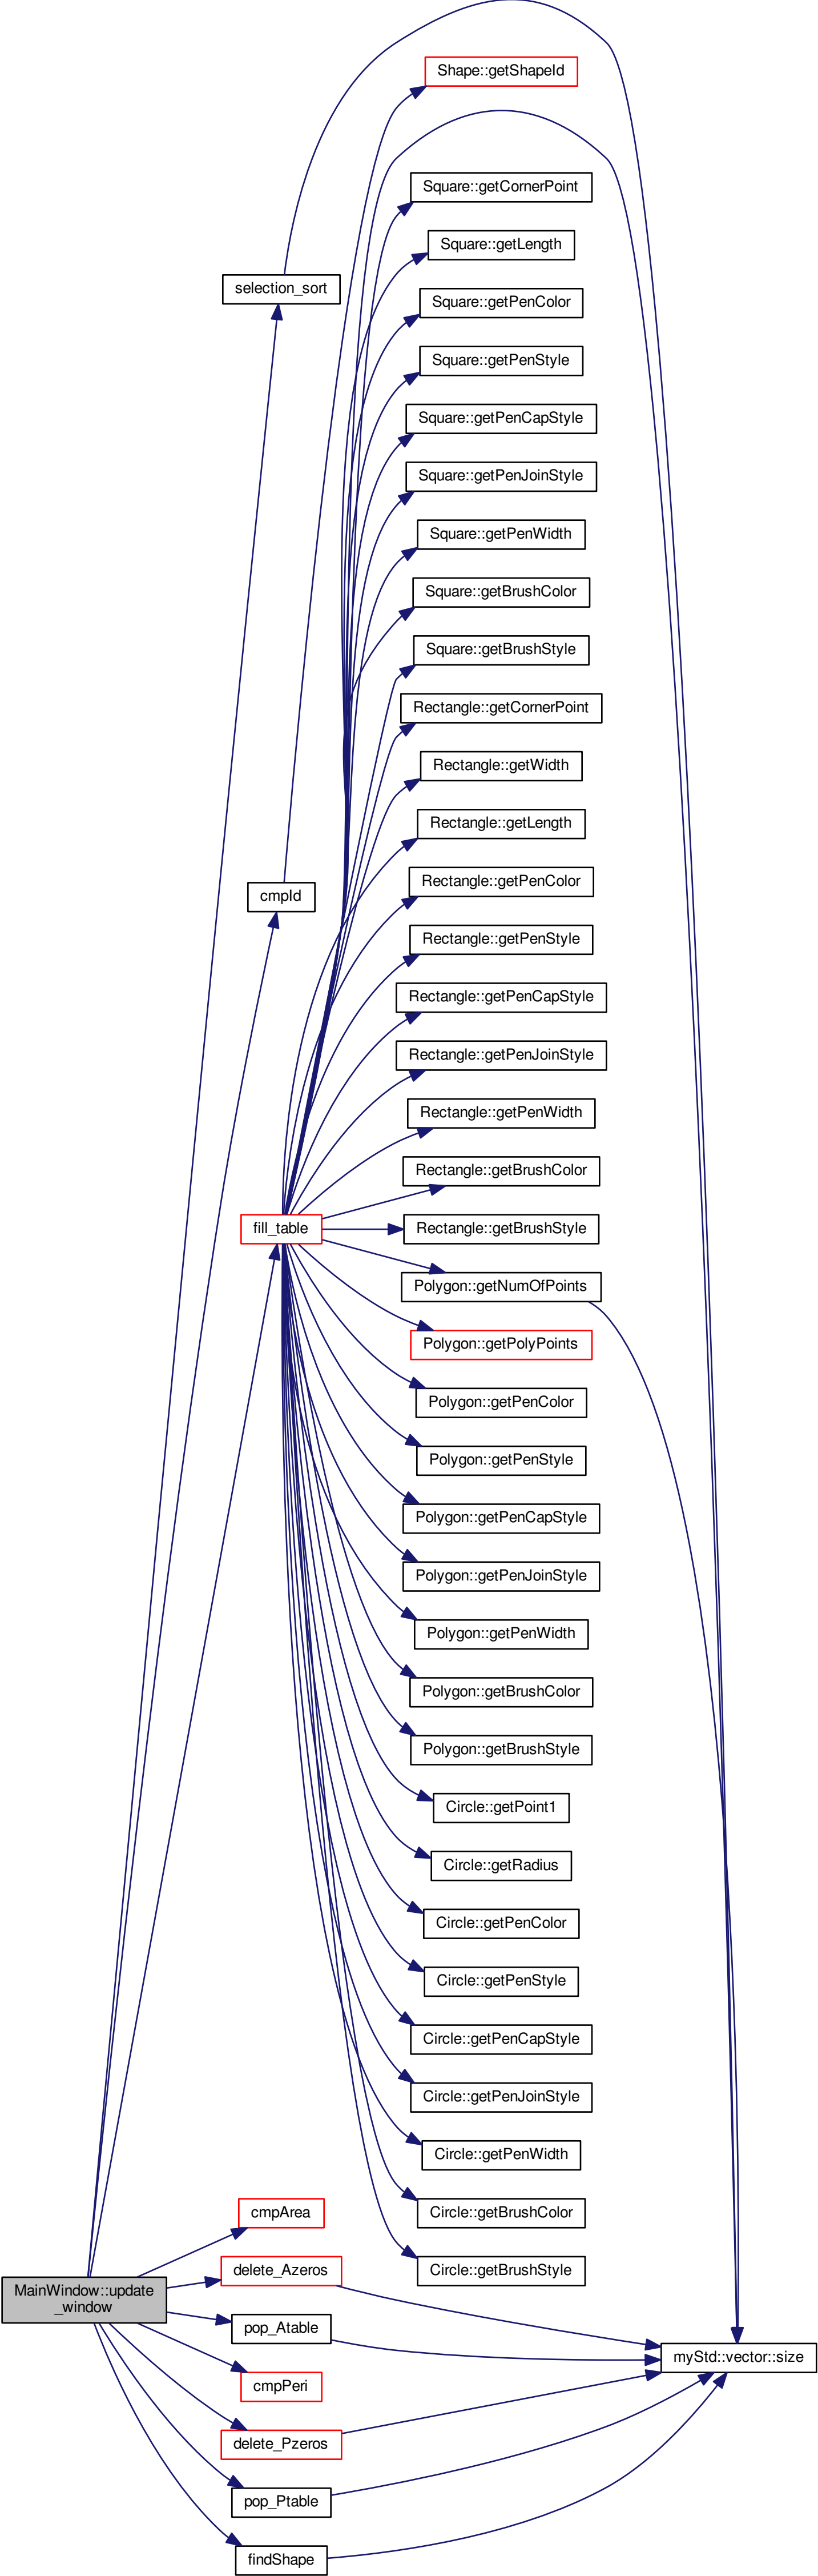 Shape::getShapeId
Square::getCornerPoint
Square::getLength
selection_sort
Square::getPenColor
Square::getPenStyle
Square::getPenCapStyle
Square::getPenJoinStyle
Square::getPenWidth
Square::getBrushColor
Square::getBrushStyle
Rectangle::getCornerPoint
Rectangle::getWidth
Rectangle::getLength
Rectangle::getPenColor
cmpId
Rectangle::getPenStyle
Rectangle::getPenCapStyle
Rectangle::getPenJoinStyle
Rectangle::getPenWidth
Rectangle::getBrushColor
fill_table
Rectangle::getBrushStyle
Polygon::getNumOfPoints
Polygon::getPolyPoints
Polygon::getPenColor
Polygon::getPenStyle
Polygon::getPenCapStyle
Polygon::getPenJoinStyle
Polygon::getPenWidth
Polygon::getBrushColor
Polygon::getBrushStyle
Circle::getPoint1
Circle::getRadius
Circle::getPenColor
Circle::getPenStyle
Circle::getPenCapStyle
Circle::getPenJoinStyle
Circle::getPenWidth
cmpArea
Circle::getBrushColor
delete_Azeros
Circle::getBrushStyle
MainWindow::update
_window
pop_Atable
myStd::vector::size
cmpPeri
delete_Pzeros
pop_Ptable
findShape